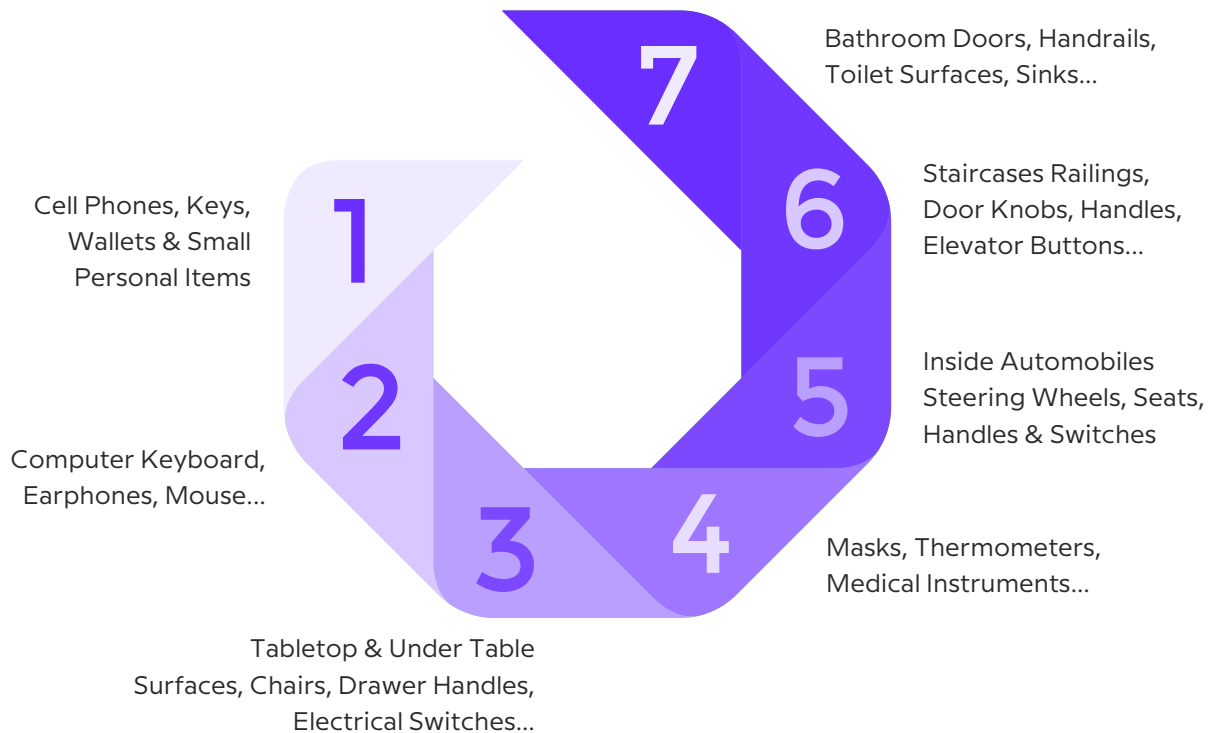 1
Cell Phones, Keys,
Wallets & Small
Personal Items
2
Computer Keyboard,
Earphones, Mouse...
3
Tabletop & Under Table
Surfaces, Chairs, Drawer Handles,
Electrical Switches...
4
Masks, Thermometers,
Medical Instruments...
5
Inside Automobiles
Steering Wheels, Seats,
Handles & Switches
6
Staircases Railings,
Door Knobs, Handles,
Elevator Buttons...
7
Bathroom Doors, Handrails,
Toilet Surfaces, Sinks...